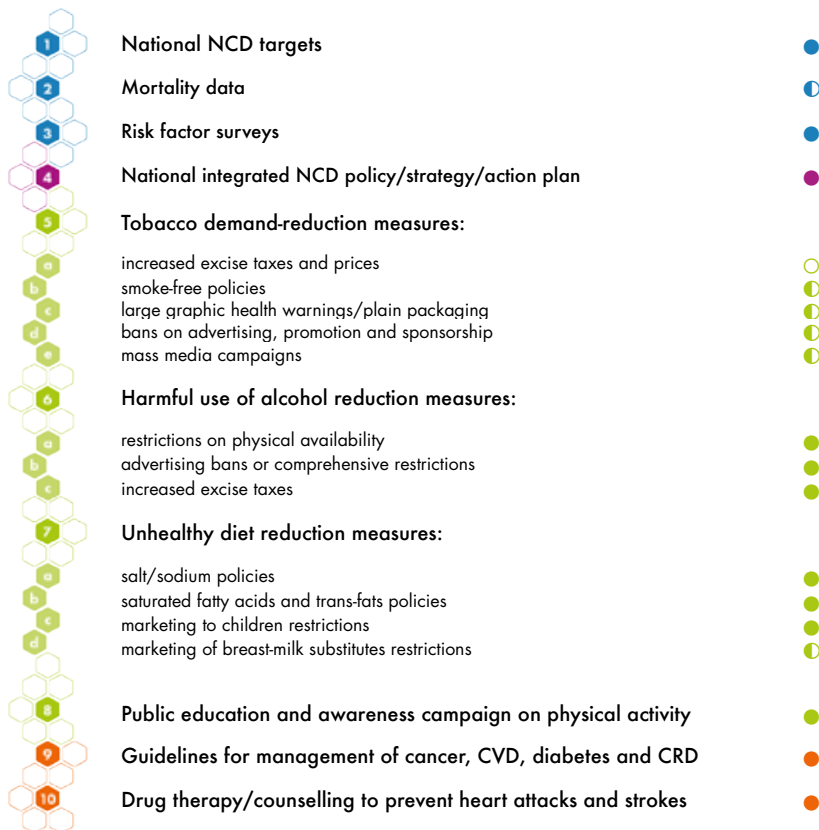 1 National NCD targets
2 Mortality data
3 Risk factor surveys
4 National integrated NCD policy/strategy/action plan
5 Tobacco demand-reduction measures:
a increased excise taxes and prices
b smoke-free policies
c large graphic health warnings/plain packaging
d bans on advertising, promotion and sponsorship
e mass media campaigns
6 Harmful use of alcohol reduction measures:
a restrictions on physical availability
b advertising bans or comprehensive restrictions
c increased excise taxes
7 Unhealthy diet reduction measures:
a salt/sodium policies
b saturated fatty acids and trans-fats policies
c marketing to children restrictions
d marketing of breast-milk substitutes restrictions
8 Public education and awareness campaign on physical activity
9 Guidelines for management of cancer, CVD, diabetes and CRD
10 Drug therapy/counselling to prevent heart attacks and strokes